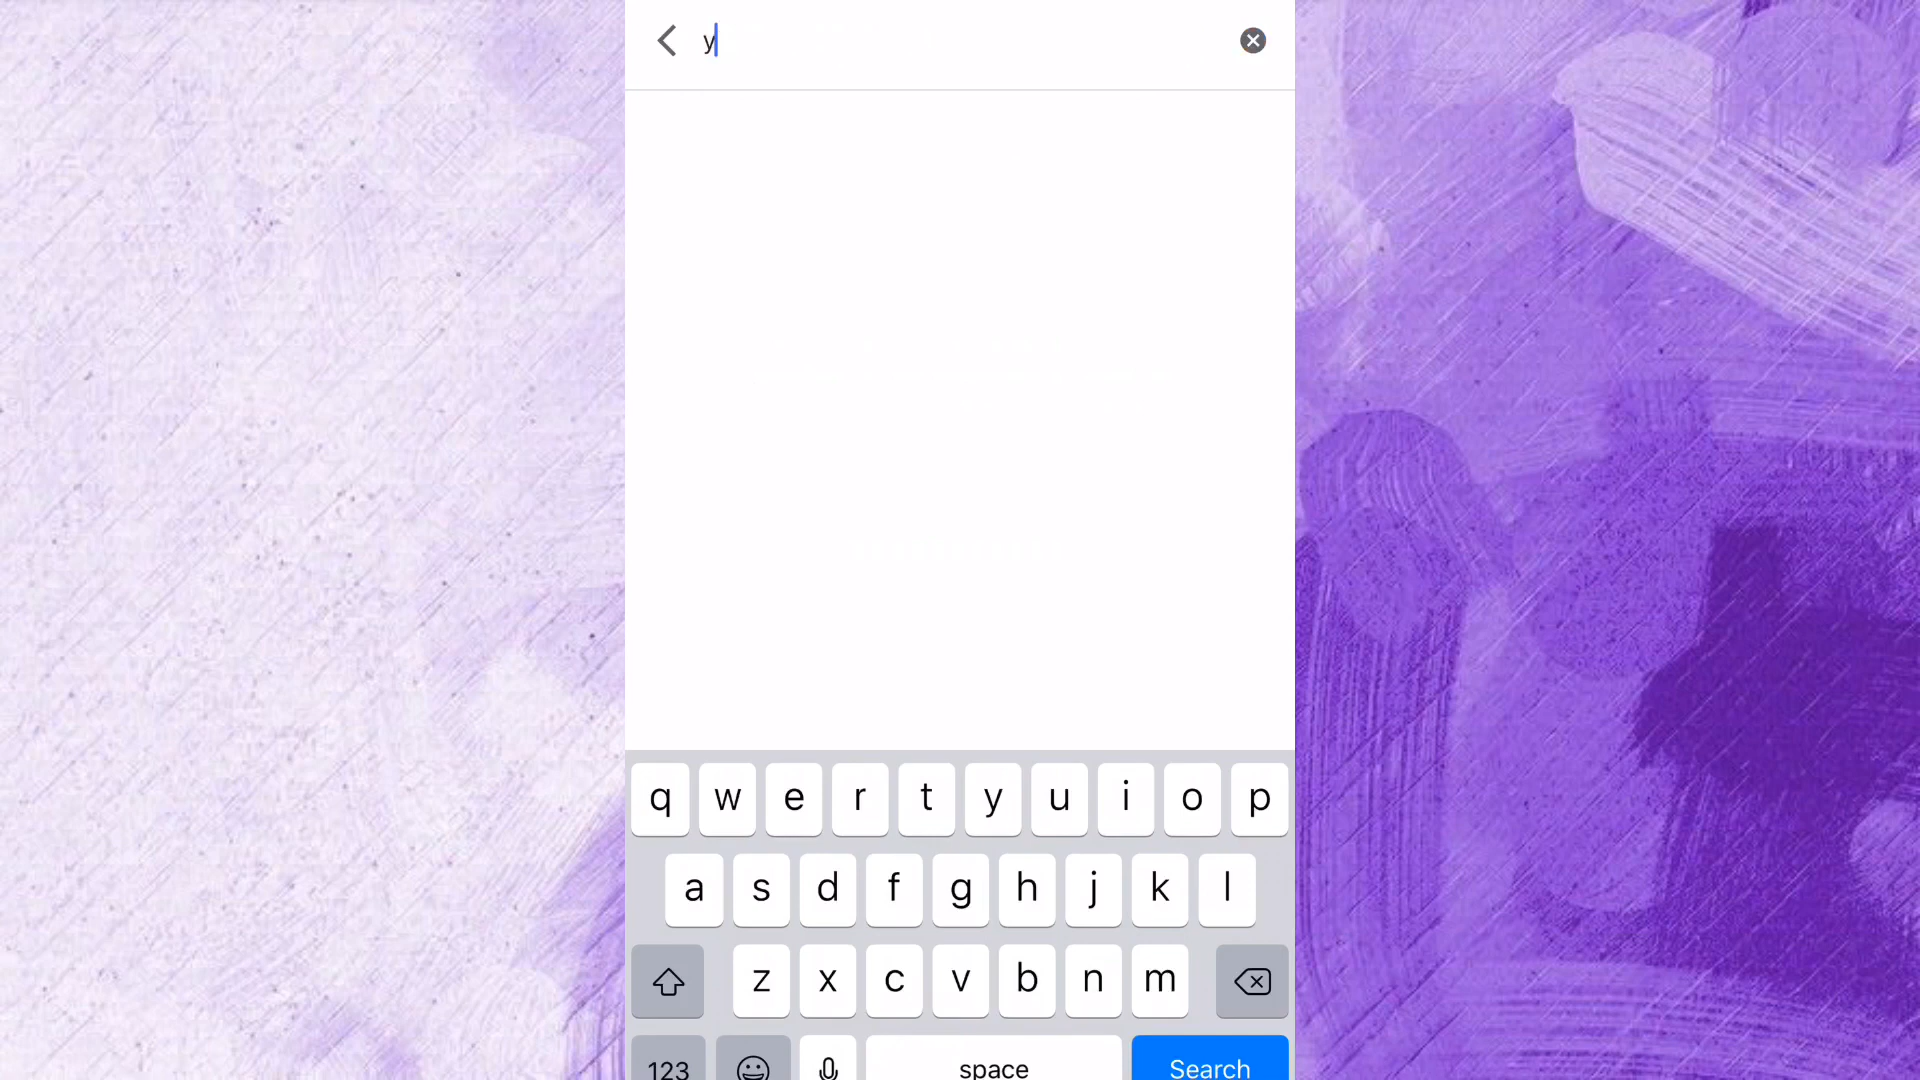 y
q w e r t y u i o p
a s d f g h j k l
z x c v b n m
123 space Search